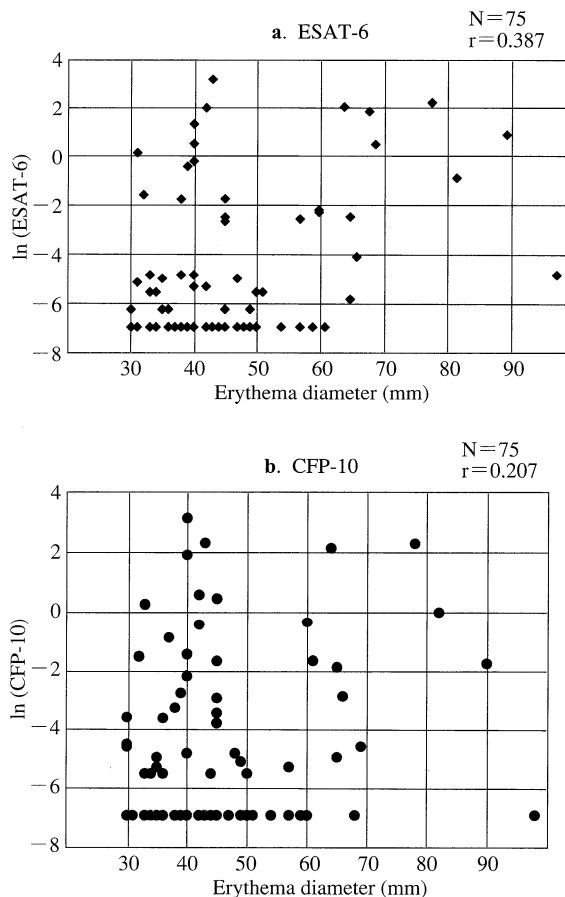 a. ESAT-6
N=75
r=0.387
ln (ESAT-6)
4
2
0
−2
−4
−6
−8
30 40 50 60 70 80 90
Erythema diameter (mm)
b. CFP-10
N=75
r=0.207
ln (CFP-10)
4
2
0
−2
−4
−6
−8
30 40 50 60 70 80 90
Erythema diameter (mm)